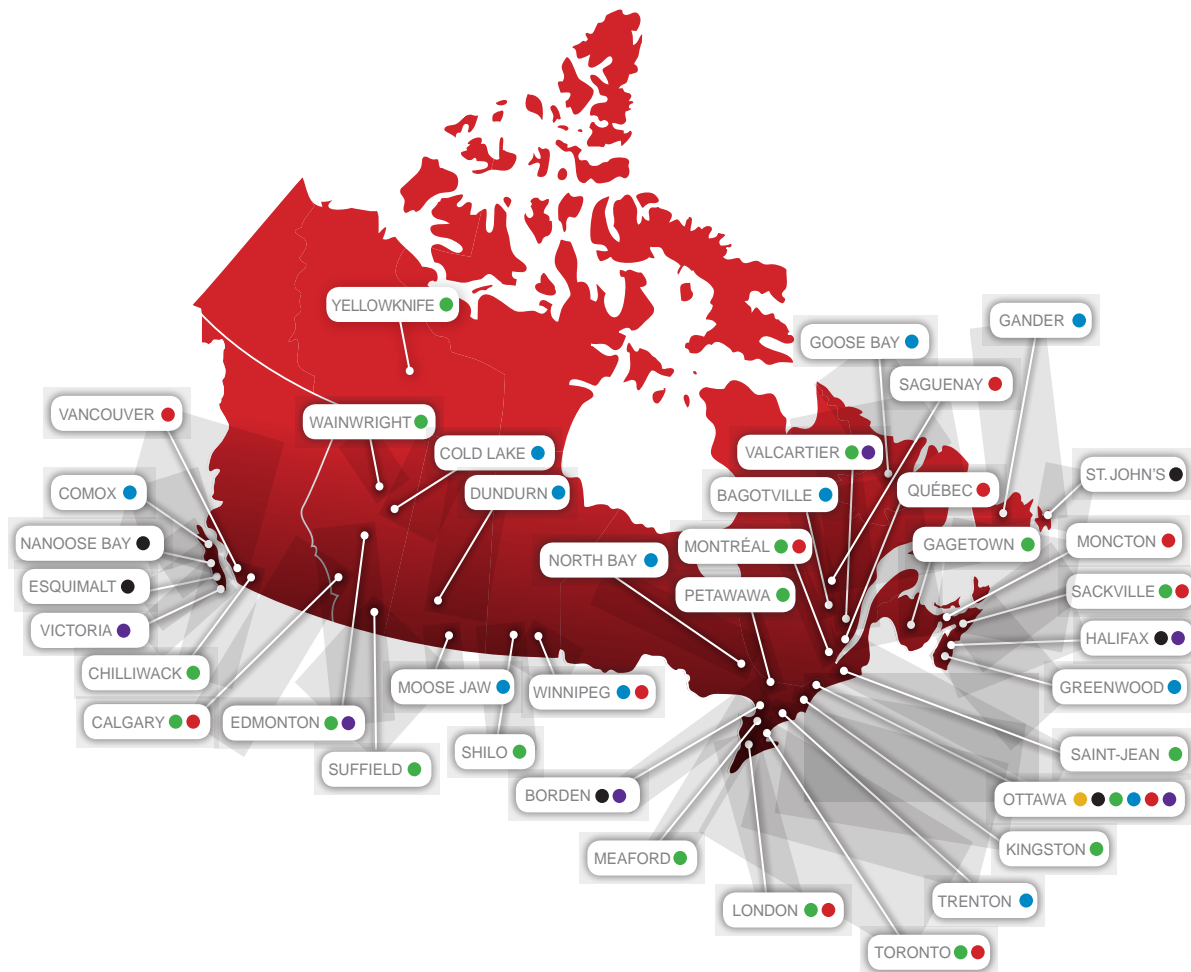 YELLOWKNIFE
GANDER
GOOSE BAY
SAGUENAY
VANCOUVER
WAINWRIGHT
COLD LAKE
VALCARTIER
ST.JOHN'S
COMOX
DUNDURN
BAGOTVILLE
QUÉBEC
NANOOSE BAY
NORTH BAY
MONTRÉAL
GAGETOWN
MONCTON
ESQUIMALT
PETAWAWA
SACKVILLE
VICTORIA
HALIFAX
CHILLIWACK
MOOSE JAW
WINNIPEG
GREENWOOD
CALGARY
EDMONTON
SHILO
SAINT-JEAN
SUFFIELD
BORDEN
OTTAWA
MEAFORD
KINGSTON
LONDON
TRENTON
TORONTO